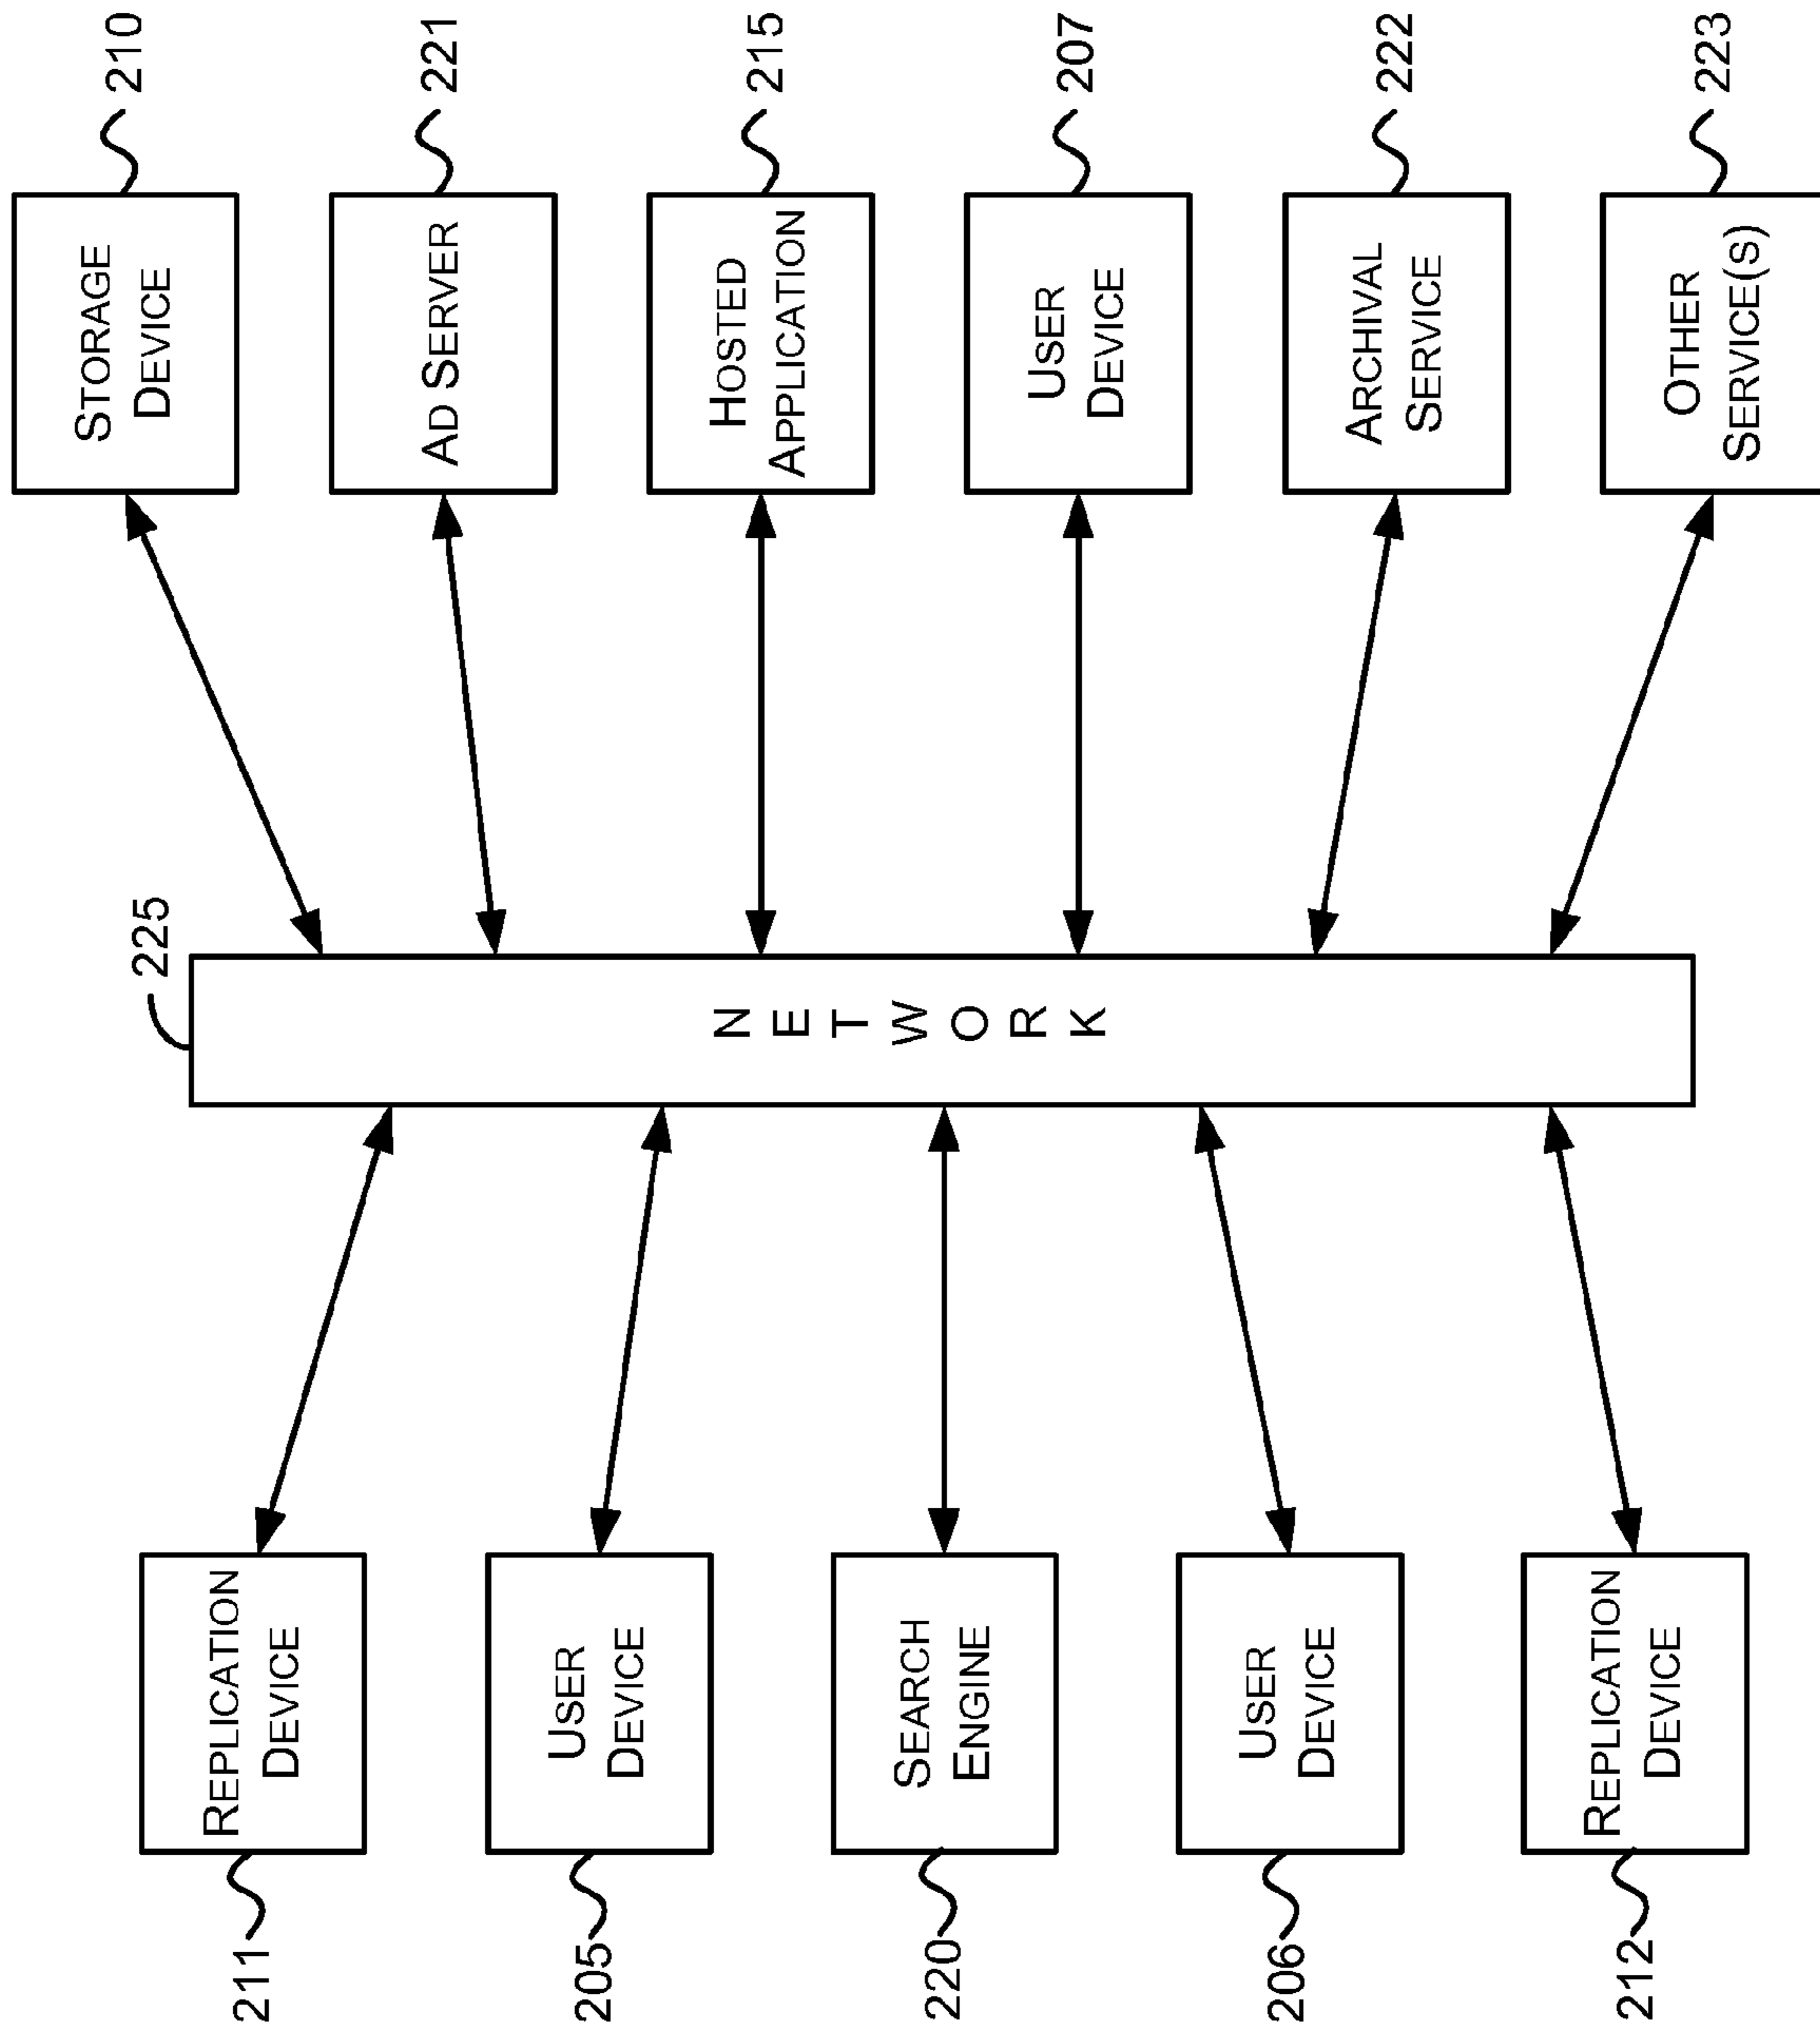 211
REPLICATION
DEVICE
205
USER
DEVICE
220
SEARCH
ENGINE
206
USER
DEVICE
212
REPLICATION
DEVICE
225
N
E
T
W
O
R
K
STORAGE
DEVICE
210
AD SERVER
221
HOSTED
APPLICATION
215
USER
DEVICE
207
ARCHIVAL
SERVICE
222
OTHER
SERVICE(S)
223